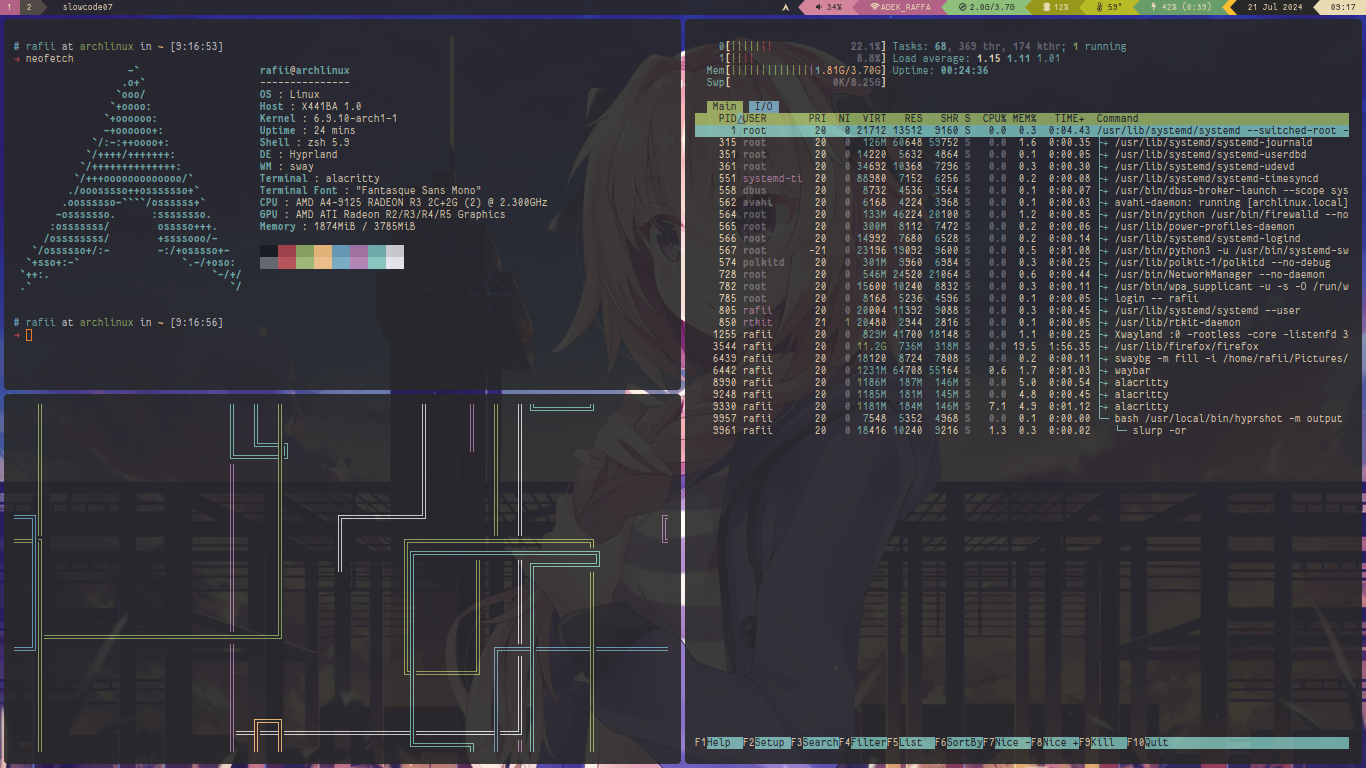 1 2 slowcode07 34% ADEK_RAFFA 2.0G/3.7G 12% 59° 42% (0:39) 21 Jul 2024 09:17
# rafii at archlinux in ~ [9:16:53]
➜ neofetch
-`
.o+`
`ooo/
`+oooo:
`+oooooo:
-+oooooo+:
`/:-:++oooo+:
`/++++/+++++++:
`/++++++++++++++:
`/+++ooooooooooooo/`
./ooosssso++osssssso+`
.oossssso-````/ossssss+`
-osssssso.      :ssssssso.
:osssssss/        osssso+++.
/ossssssss/        +ssssooo/-
`/ossssso+/:-        -:/+osssso+-
`+sso+:-`                 `.-/+oso:
`++:.                           `-/+/
.`                                 `/
rafii@archlinux
---------------
OS : Linux
Host : X441BA 1.0
Kernel : 6.9.10-arch1-1
Uptime : 24 mins
Shell : zsh 5.9
DE : Hyprland
WM : sway
Terminal : alacritty
Terminal Font : "Fantasque Sans Mono"
CPU : AMD A4-9125 RADEON R3 2C+2G (2) @ 2.300GHz
GPU : AMD ATI Radeon R2/R3/R4/R5 Graphics
Memory : 1874MiB / 3785MiB
# rafii at archlinux in ~ [9:16:56]
➜
0[||||||| 22.1%] Tasks: 68, 369 thr, 174 kthr; 1 running
1[||| 8.8%] Load average: 1.15 1.11 1.01
Mem[||||||||||||||1.81G/3.70G] Uptime: 00:24:36
Swp[ 0K/8.25G]
Main I/O
PID△USER PRI NI VIRT RES SHR S CPU% MEM% TIME+ Command
1 root 20 0 21712 13512 9160 S 0.0 0.3 0:04.43 /usr/lib/systemd/systemd --switched-root -
315 root 20 0 126M 60648 59752 S 0.0 1.6 0:00.35 ├─ /usr/lib/systemd/systemd-journald
351 root 20 0 14220 5632 4864 S 0.0 0.1 0:00.05 ├─ /usr/lib/systemd/systemd-userbdbd
361 root 20 0 34692 10368 7296 S 0.0 0.3 0:00.30 ├─ /usr/lib/systemd/systemd-udevd
551 systemd-ti 20 0 88980 7152 6256 S 0.0 0.2 0:00.08 ├─ /usr/lib/systemd/systemd-timesyncd
558 dbus 20 0 8732 4536 3564 S 0.0 0.1 0:00.07 ├─ /usr/bin/dbus-broker-launch --scope sys
562 avahi 20 0 6168 4224 3968 S 0.0 0.1 0:00.03 ├─ avahi-daemon: running [archlinux.local]
564 root 20 0 133M 46224 20100 S 0.0 1.2 0:00.85 ├─ /usr/bin/python /usr/bin/firewalld --no
565 root 20 0 300M 8112 7472 S 0.0 0.2 0:00.06 ├─ /usr/lib/power-profiles-daemon
566 root 20 0 14992 7680 6528 S 0.0 0.2 0:00.14 ├─ /usr/lib/systemd/systemd-logind
567 root -21 0 23196 19092 9600 S 0.0 0.5 0:01.08 ├─ /usr/bin/python3 -u /usr/bin/system-sw
574 polkitd 20 0 301M 9960 6984 S 0.0 0.3 0:00.25 ├─ /usr/lib/polkit-1/polkitd --no-debug
728 root 20 0 546M 24520 21064 S 0.0 0.6 0:00.44 ├─ /usr/bin/NetworkManager --no-daemon
782 root 20 0 15600 10240 8832 S 0.0 0.3 0:00.11 ├─ /usr/bin/wpa_supplicant -u -s -O /run/w
785 root 20 0 8168 5236 4596 S 0.0 0.1 0:00.03 ├─ login -- rafii
805 rafii 20 0 20004 11392 9088 S 0.0 0.3 0:00.45 ├─ /usr/lib/systemd/systemd --user
850 rtkit 21 1 20480 2944 2816 S 0.0 0.1 0:00.05 ├─ /usr/lib/rtkit-daemon
1255 rafii 20 0 829M 41700 18148 S 0.0 1.1 0:00.25 ├─ Xwayland :0 -rootless -core -listenfd 3
3544 rafii 20 0 11.2G 736M 318M S 0.0 19.5 1:56.35 ├─ /usr/lib/firefox/firefox
6439 rafii 20 0 18120 8724 7808 S 0.0 0.2 0:00.11 ├─ swaybg -m fill -i /home/rafii/Pictures/
6442 rafii 20 0 1231M 64708 55164 S 0.6 1.7 0:01.03 ├─ waybar
8990 rafii 20 0 1186M 187M 146M S 0.0 5.0 0:00.54 ├─ alacritty
9248 rafii 20 0 1185M 181M 145M S 0.0 4.8 0:00.45 ├─ alacritty
9330 rafii 20 0 1181M 184M 146M S 7.1 4.9 0:01.12 ├─ alacritty
9957 rafii 20 0 7548 5352 4968 S 0.0 0.1 0:00.00 └─ bash /usr/local/bin/hyprshot -m output
9961 rafii 20 0 18416 10240 9216 S 1.3 0.3 0:00.02 └─ slurp -or
F1Help F2Setup F3SearchF4FilterF5List F6SortByF7Nice -F8Nice +F9Kill F10Quit